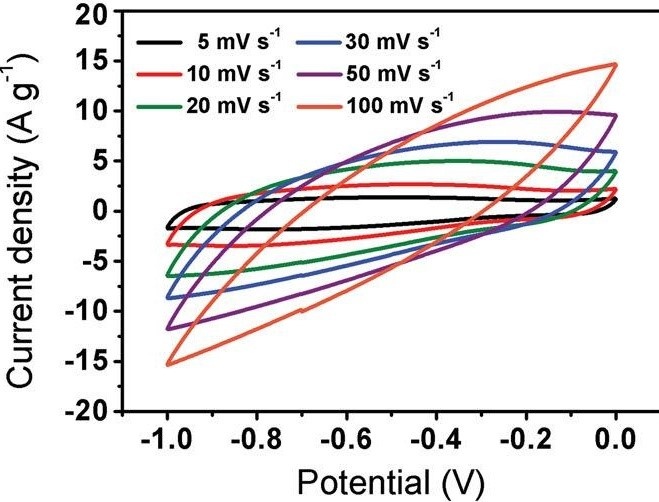 20
15
10
5
0
-5
-10
-15
-20
Current density (A g⁻¹)
5 mV s⁻¹
30 mV s⁻¹
10 mV s⁻¹
50 mV s⁻¹
20 mV s⁻¹
100 mV s⁻¹
-1.0 -0.8 -0.6 -0.4 -0.2 0.0
Potential (V)